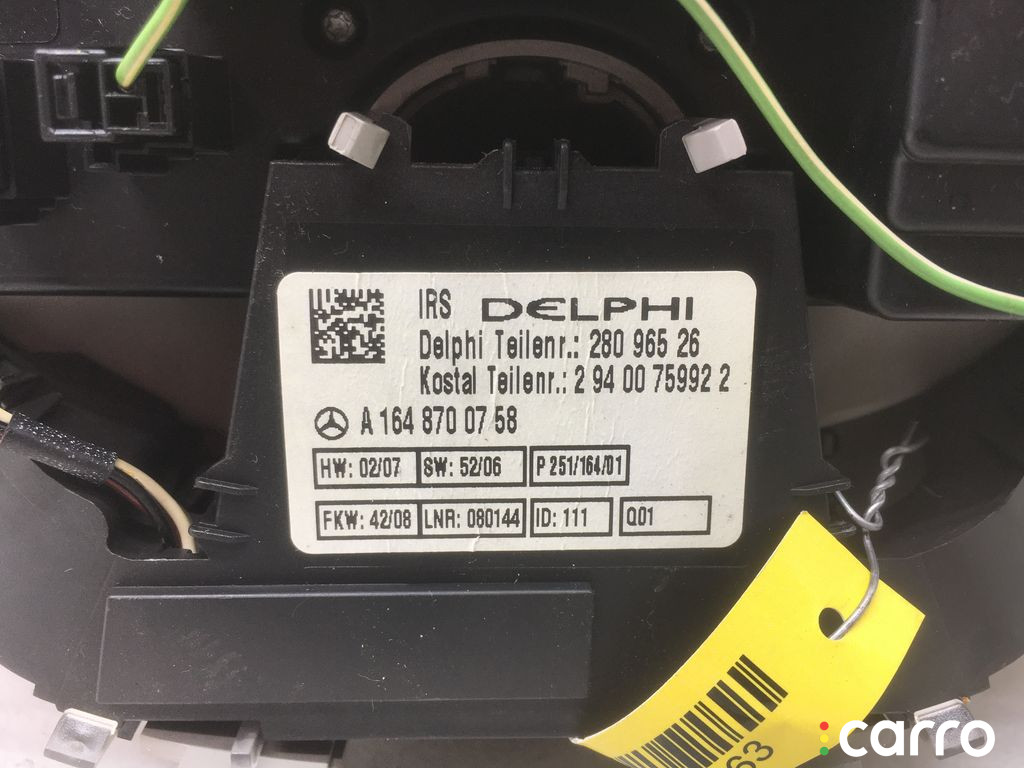 IRS DELPHI
Delphi Teilenr.: 280 965 26
Kostal Teilenr.: 2 94 00 75992 2
A 164 870 07 58
HW: 02/07 SW: 52/06 P 251/164/01
FKW: 42/08 LNR: 080144 ID: 111 Q01
63
carro